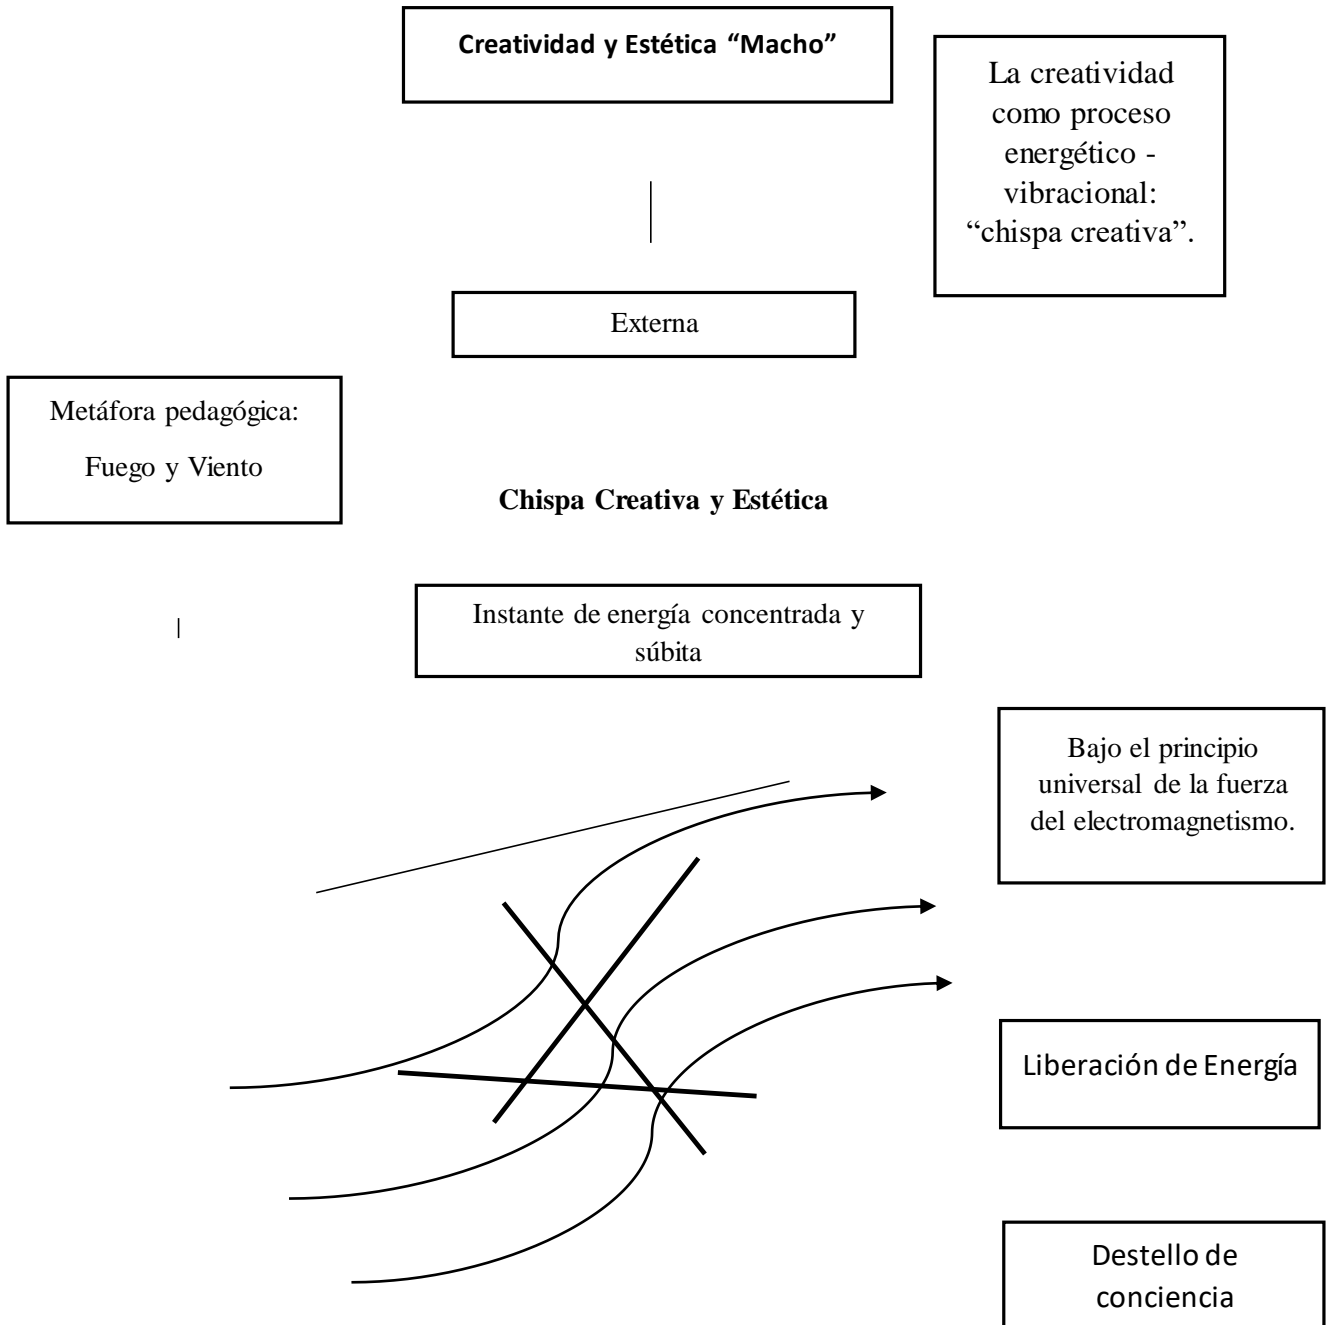 Creatividad y Estética “Macho”
La creatividad
como proceso
energético -
vibracional:
“chispa creativa”.
Externa
Metáfora pedagógica:
Fuego y Viento
Chispa Creativa y Estética
Instante de energía concentrada y
súbita
Bajo el principio
universal de la fuerza
del electromagnetismo.
Liberación de Energía
Destello de
conciencia